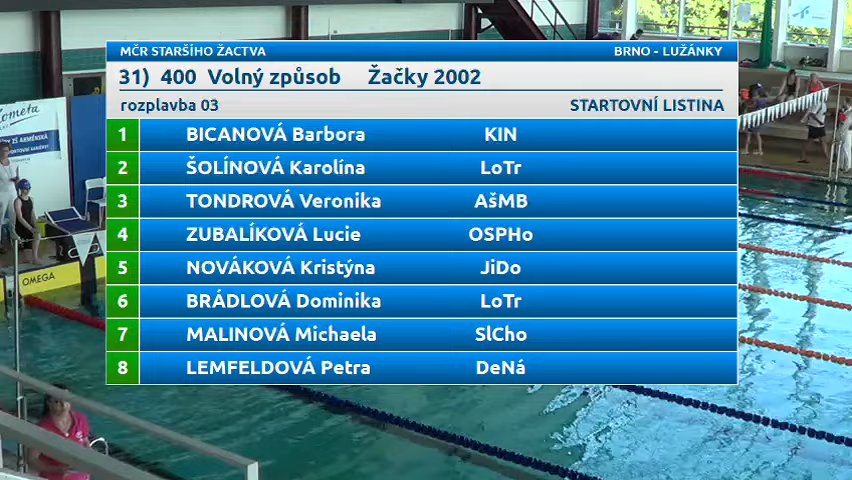 MČR STARŠÍHO ŽACTVA BRNO - LUŽÁNKY
31) 400 Volný způsob Žačky 2002
rozplavba 03 STARTOVNÍ LISTINA
1 BICANOVÁ Barbora KIN
2 ŠOLÍNOVÁ Karolína LoTr
3 TONDROVÁ Veronika AšMB
4 ZUBALÍKOVÁ Lucie OSPHo
5 NOVÁKOVÁ Kristýna JiDo
6 BRÁDLOVÁ Dominika LoTr
7 MALINOVÁ Michaela SlCho
8 LEMFELDOVÁ Petra DeNá
Kometa
OMEGA